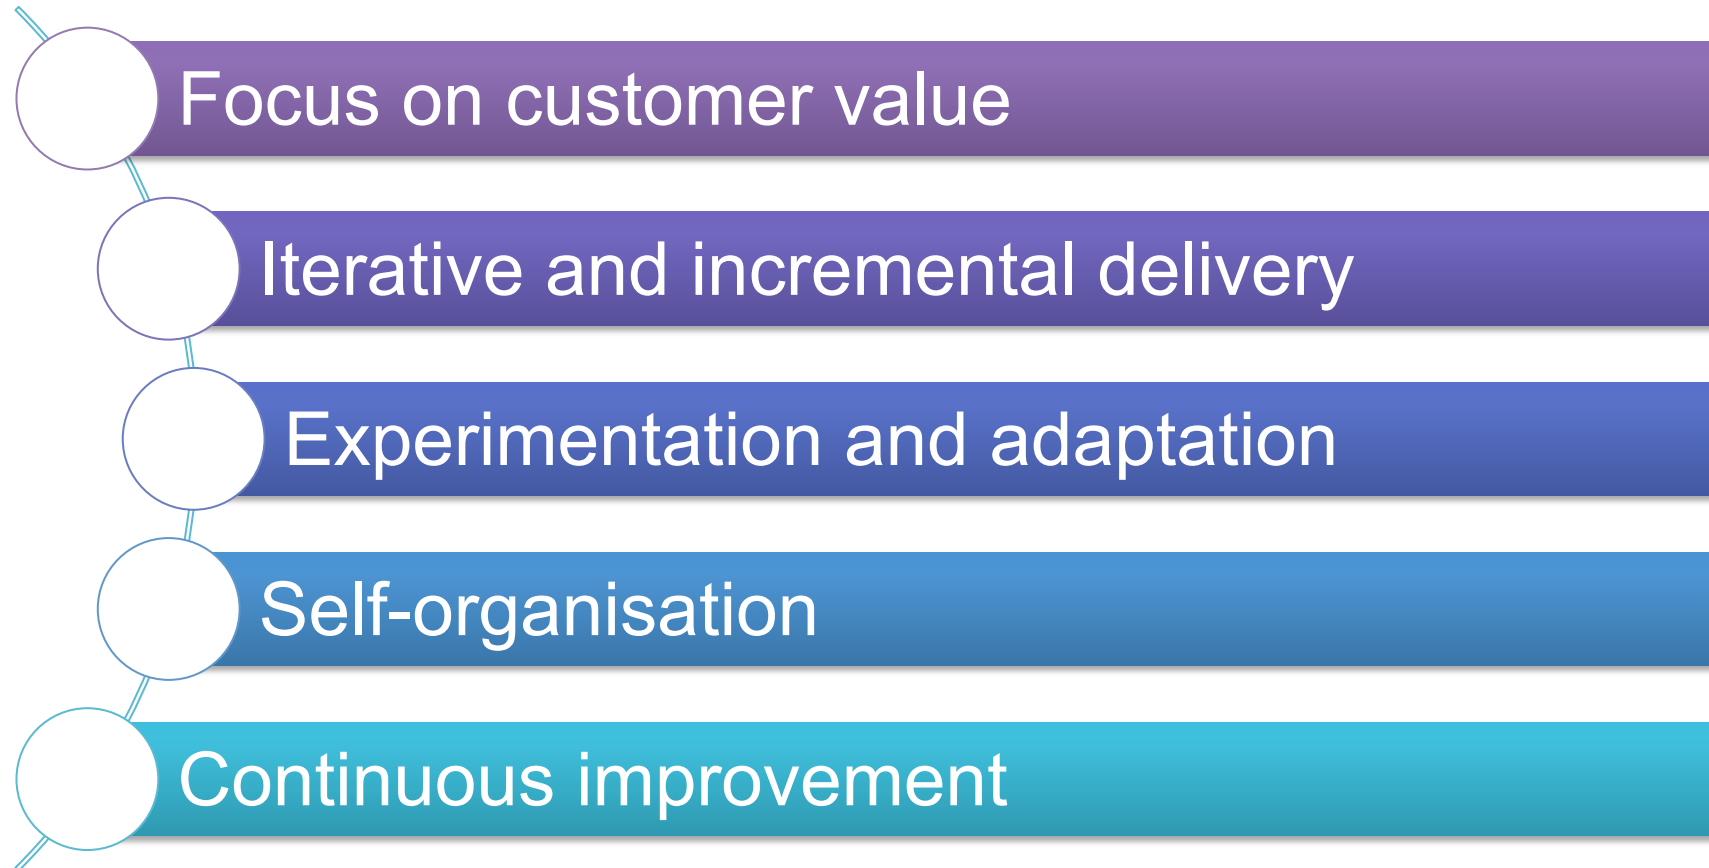 Focus on customer value
Iterative and incremental delivery
Experimentation and adaptation
Self-organisation
Continuous improvement